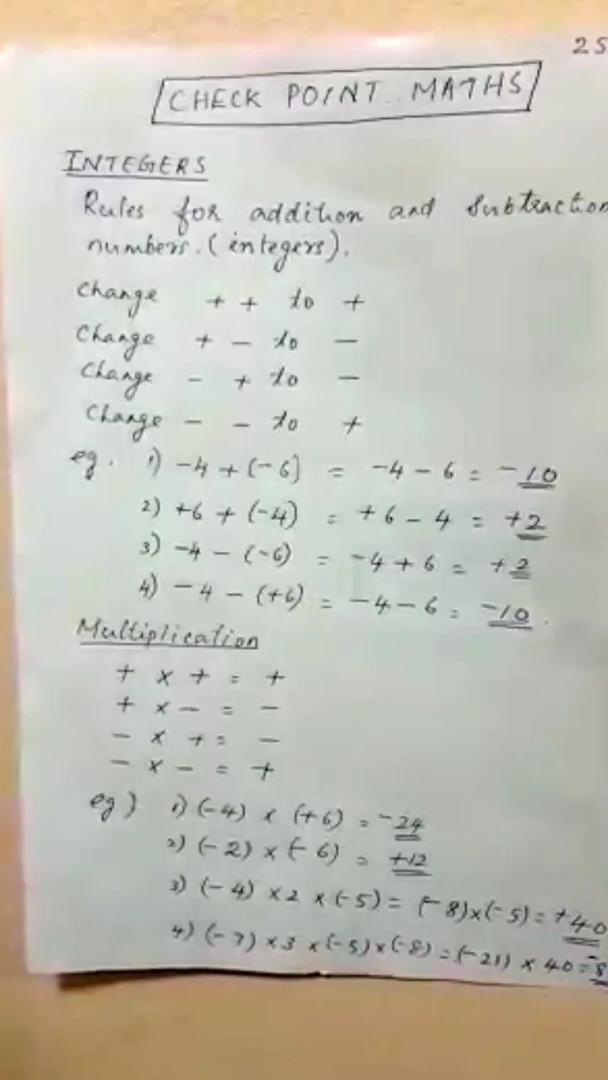 25
CHECK POINT MATHS
INTEGERS
Rules for addition and Subtraction
numbers. (integers).
Change + + to +
Change + - to -
Change - + to -
Change - - to +
eg. 1) -4 + (-6) = -4 - 6 = -10
2) +6 + (-4) = +6 - 4 = +2
3) -4 - (-6) = -4 + 6 = +2
4) -4 - (+6) = -4 - 6 = -10.
Multiplication
+ x + = +
+ x - = -
- x + = -
- x - = +
eg) 1) (-4) x (+6) = -24
2) (-2) x (-6) = +12
3) (-4) x 2 x (-5) = (-8) x (-5) = +40
4) (-7) x 3 x (-5) x (-8) = (-21) x 40 = -8